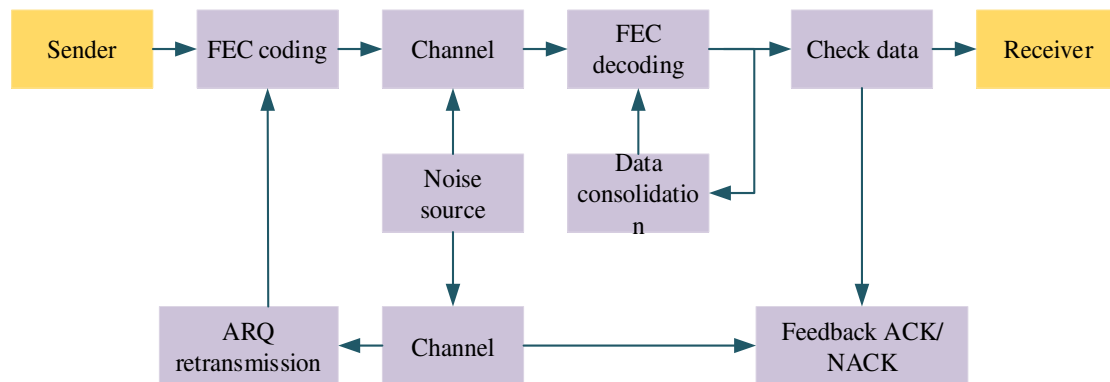 Sender
FEC coding
Channel
FEC
decoding
Check data
Receiver
Noise
source
Data
consolidatio
n
ARQ
retransmission
Channel
Feedback ACK/
NACK